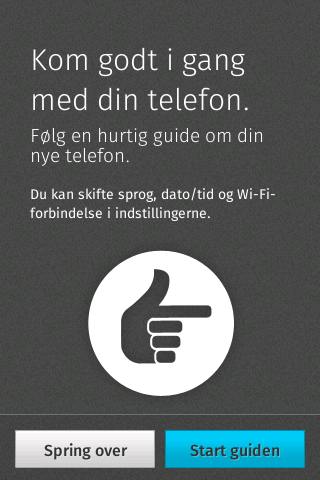 Kom godt i gang
med din telefon.
Følg en hurtig guide om din
nye telefon.
Du kan skifte sprog, dato/tid og Wi-Fi-
forbindelse i indstillingerne.
Spring over
Start guiden